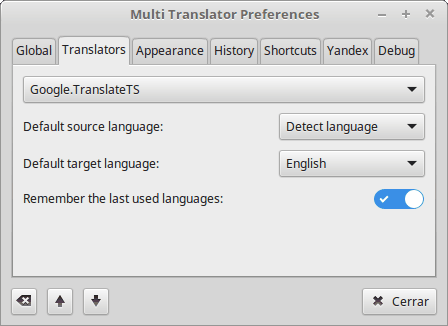 Multi Translator Preferences
Global Translators Appearance History Shortcuts Yandex Debug
Google.TranslateTS
Default source language: Detect language
Default target language: English
Remember the last used languages:
Cerrar